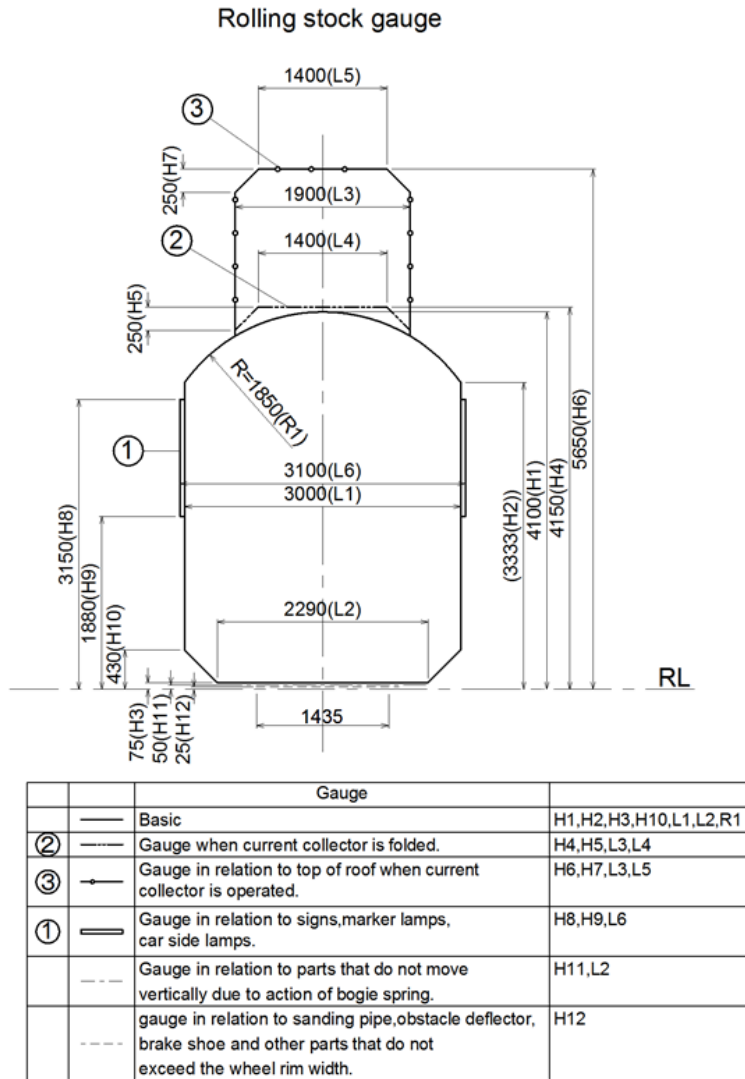 Rolling stock gauge
1400(L5)
③
250(H7)
1900(L3)
②
1400(L4)
250(H5)
R=1850(R1)
①
3100(L6)
3000(L1)
3150(H8)
1880(H9)
430(H10)
(3333(H2))
4100(H1)
4150(H4)
5650(H6)
2290(L2)
RL
75(H3)
50(H11)
25(H12)
1435
Gauge
Basic H1,H2,H3,H10,L1,L2,R1
② Gauge when current collector is folded. H4,H5,L3,L4
③ Gauge in relation to top of roof when current H6,H7,L3,L5
collector is operated.
① Gauge in relation to signs,marker lamps, H8,H9,L6
car side lamps.
Gauge in relation to parts that do not move H11,L2
vertically due to action of bogie spring.
gauge in relation to sanding pipe,obstacle deflector, H12
brake shoe and other parts that do not
exceed the wheel rim width.